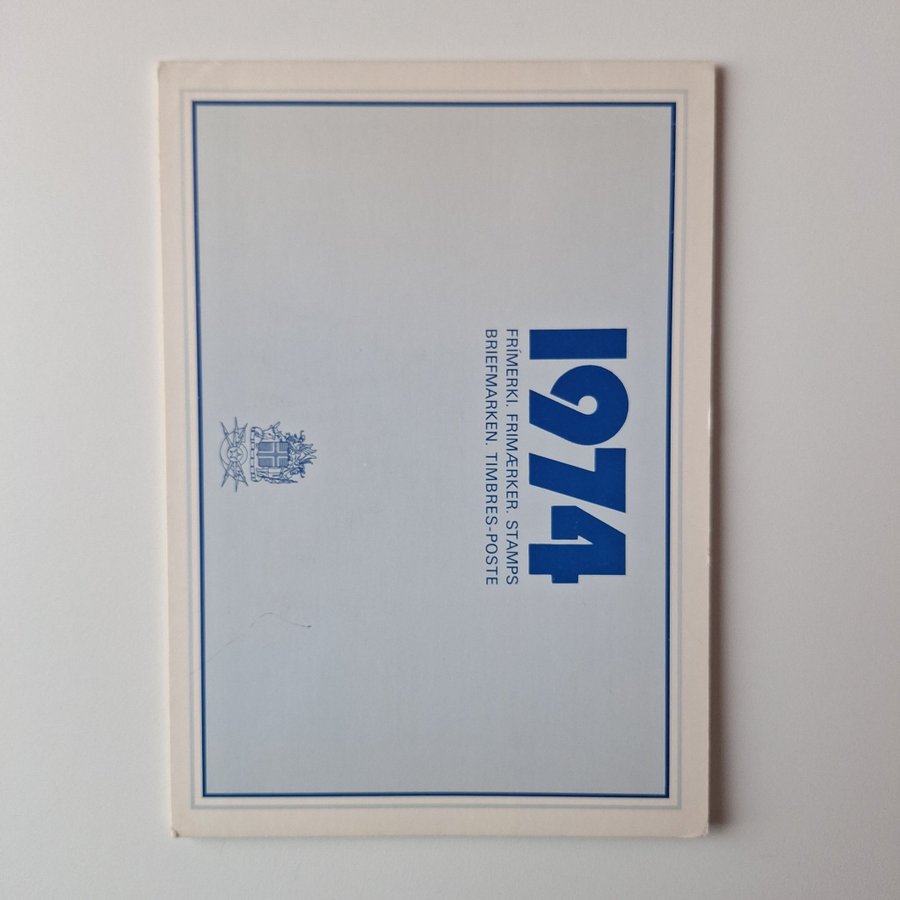 1974
FRÍMERKI. FRIMÆRKER. STAMPS
BRIEFMARKEN. TIMBRES-POSTE